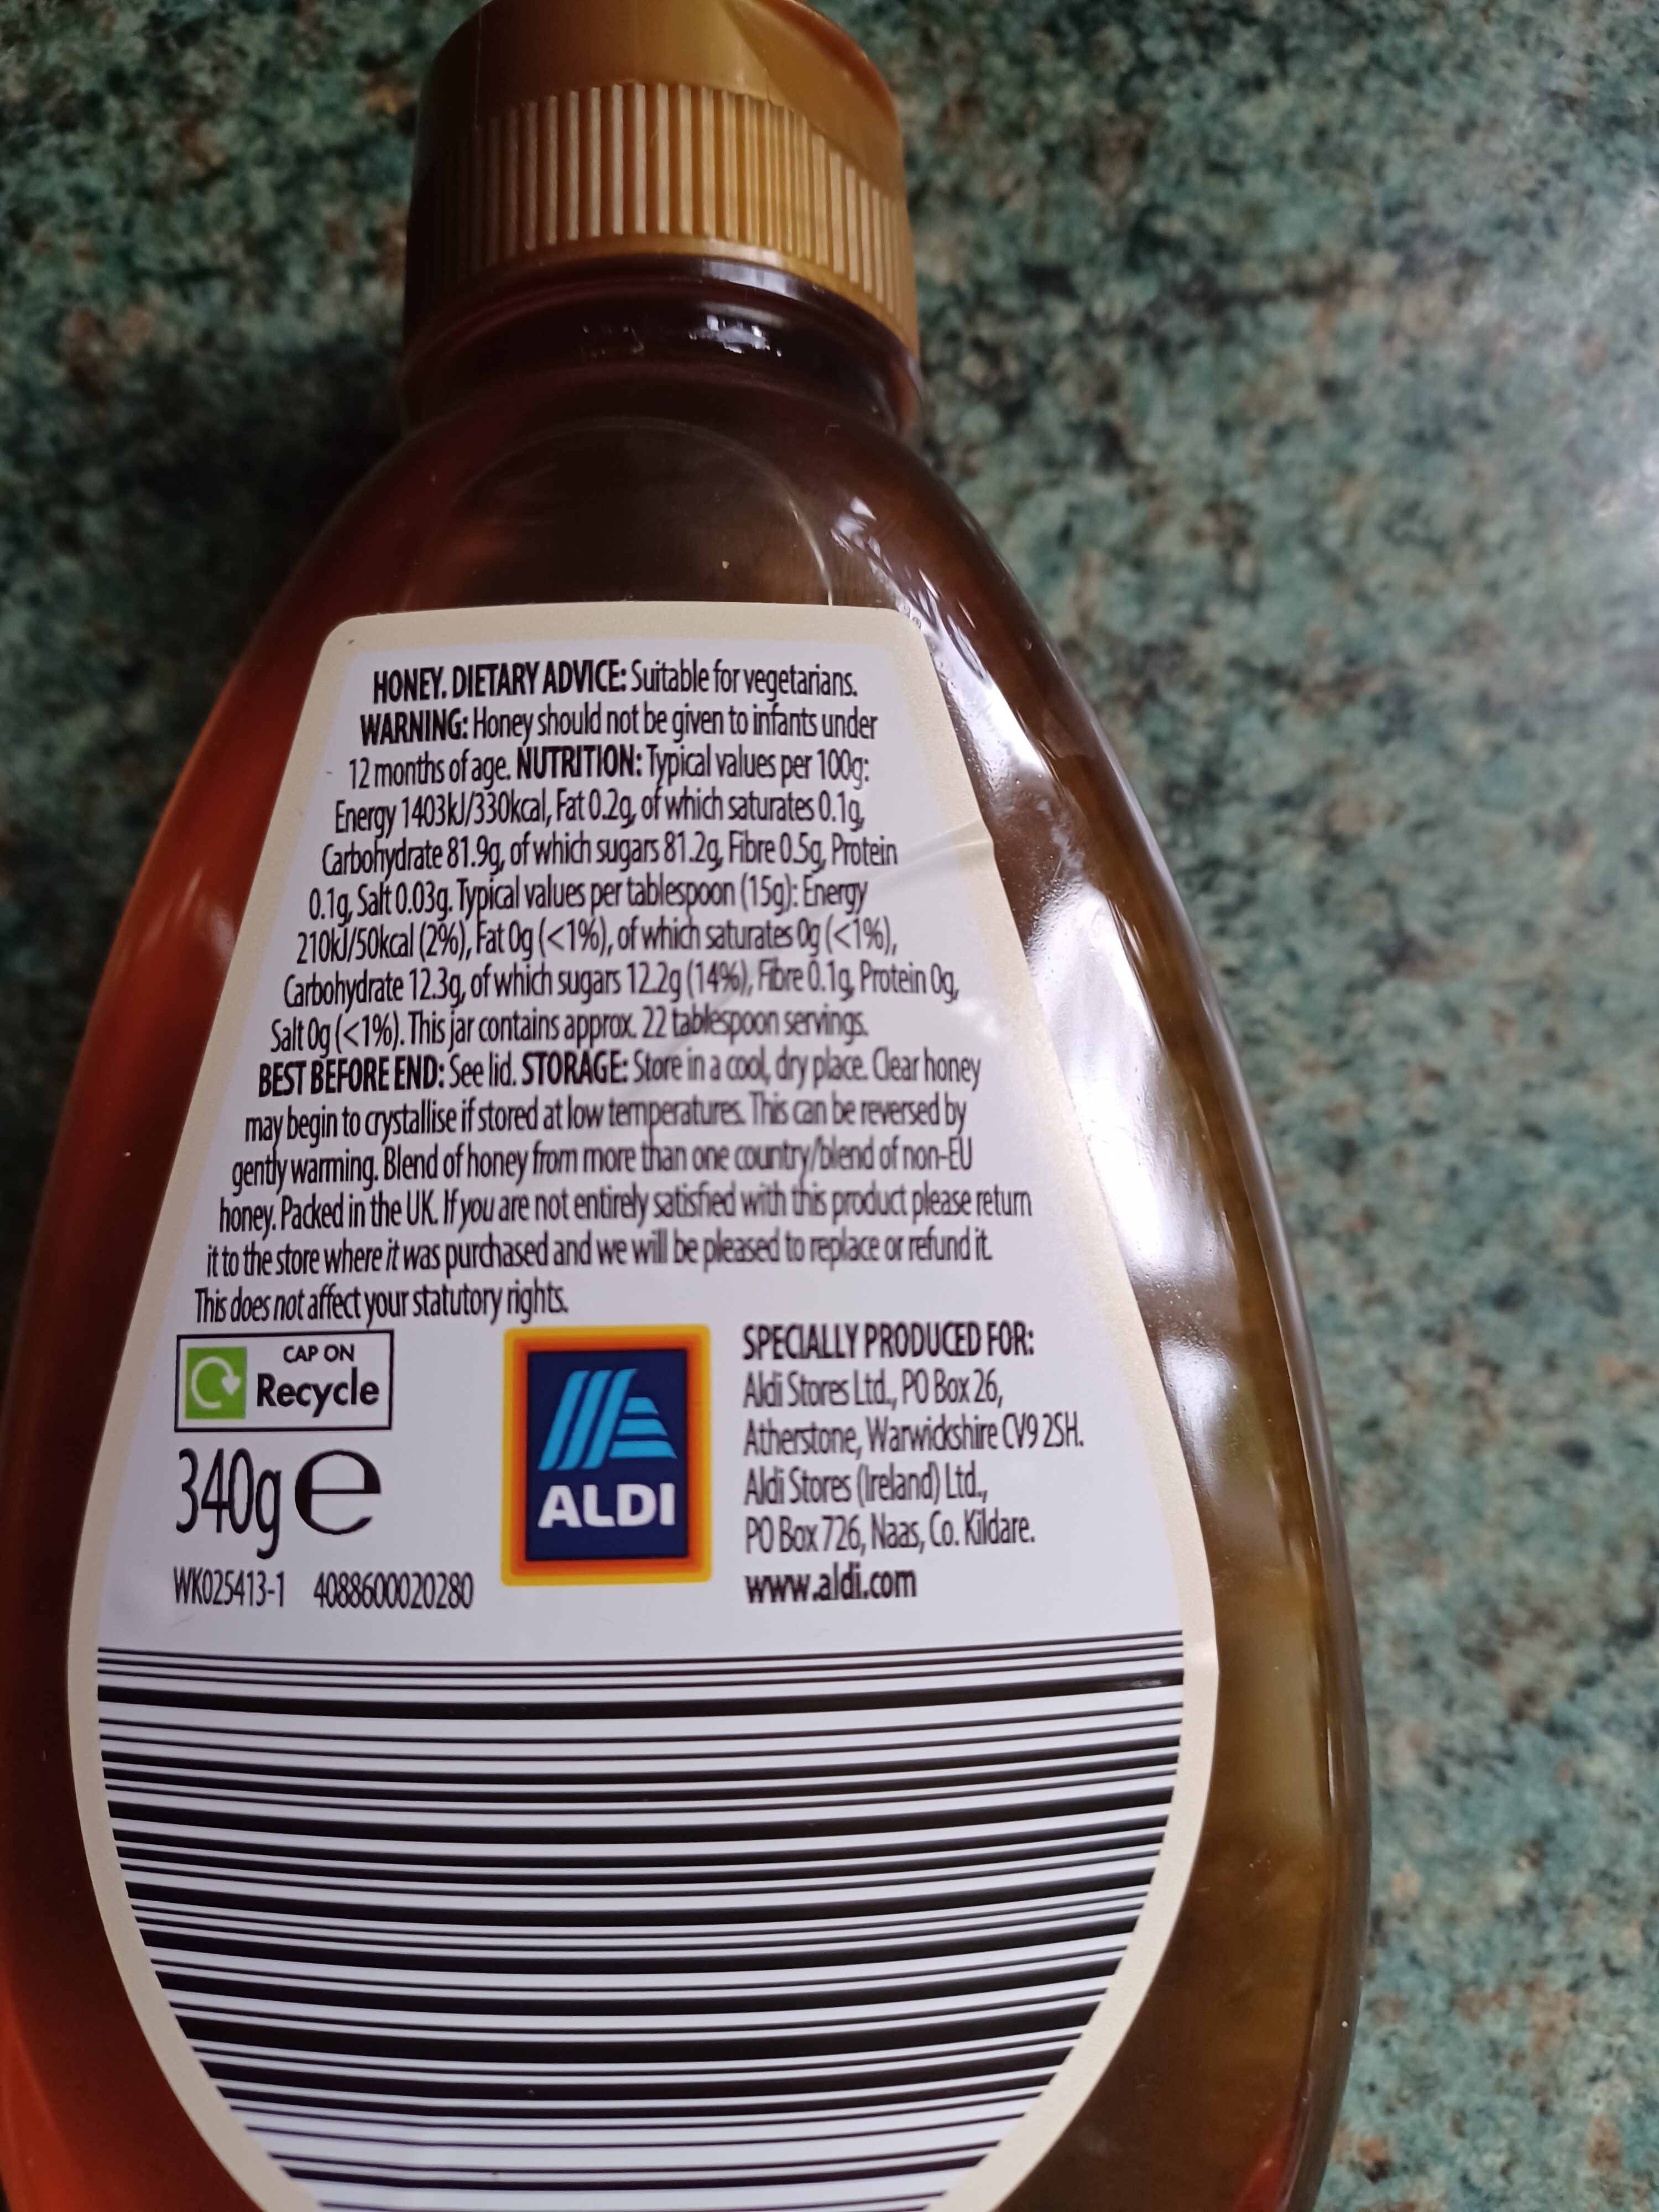 HONEY. DIETARY ADVICE: Suitable for vegetarians.
WARNING: Honey should not be given to infants under
12 months of age. NUTRITION: Typical values per 100g:
Energy 1403kJ/330kcal, Fat 0.2g, of which saturates 0.1g,
Carbohydrate 81.9g, of which sugars 81.2g, Fibre 0.5g, Protein
0.1g, Salt 0.03g. Typical values per tablespoon (15g): Energy
210kJ/50kcal (2%), Fat 0g (<1%), of which saturates 0g (<1%),
Carbohydrate 12.3g, of which sugars 12.2g (14%), Fibre 0.1g, Protein 0g,
Salt 0g (<1%). This jar contains approx. 22 tablespoon servings.
BEST BEFORE END: See lid. STORAGE: Store in a cool, dry place. Clear honey
may begin to crystallise if stored at low temperatures. This can be reversed by
gently warming. Blend of honey from more than one country/blend of non-EU
honey. Packed in the UK. If you are not entirely satisfied with this product please return
it to the store where it was purchased and we will be pleased to replace or refund it.
This does not affect your statutory rights.
CAP ON
Recycle
340g e
WK025413-1 4088600020280
ALDI
SPECIALLY PRODUCED FOR:
Aldi Stores Ltd., PO Box 26,
Atherstone, Warwickshire CV9 2SH.
Aldi Stores (Ireland) Ltd.,
PO Box 726, Naas, Co. Kildare.
www.aldi.com